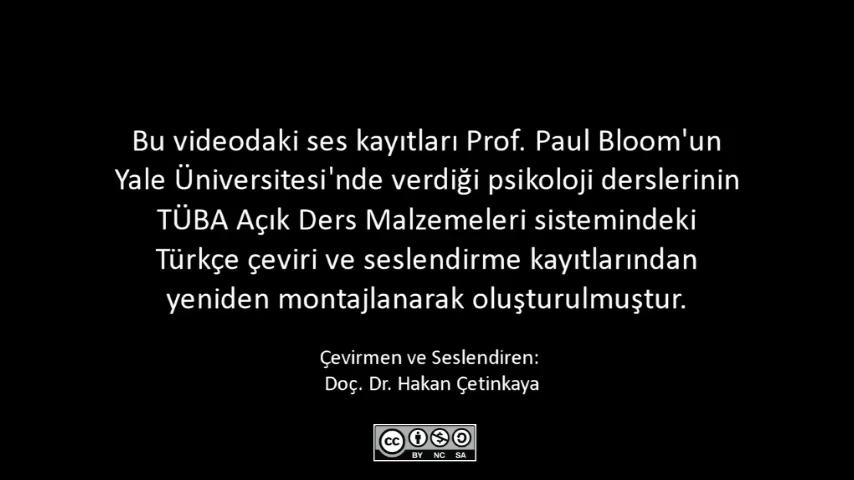 Bu videodaki ses kayıtları Prof. Paul Bloom'un
Yale Üniversitesi'nde verdiği psikoloji derslerinin
TÜBA Açık Ders Malzemeleri sistemindeki
Türkçe çeviri ve seslendirme kayıtlarından
yeniden montajlanarak oluşturulmuştur.
Çevirmen ve Seslendiren:
Doç. Dr. Hakan Çetinkaya
cc
BY NC SA